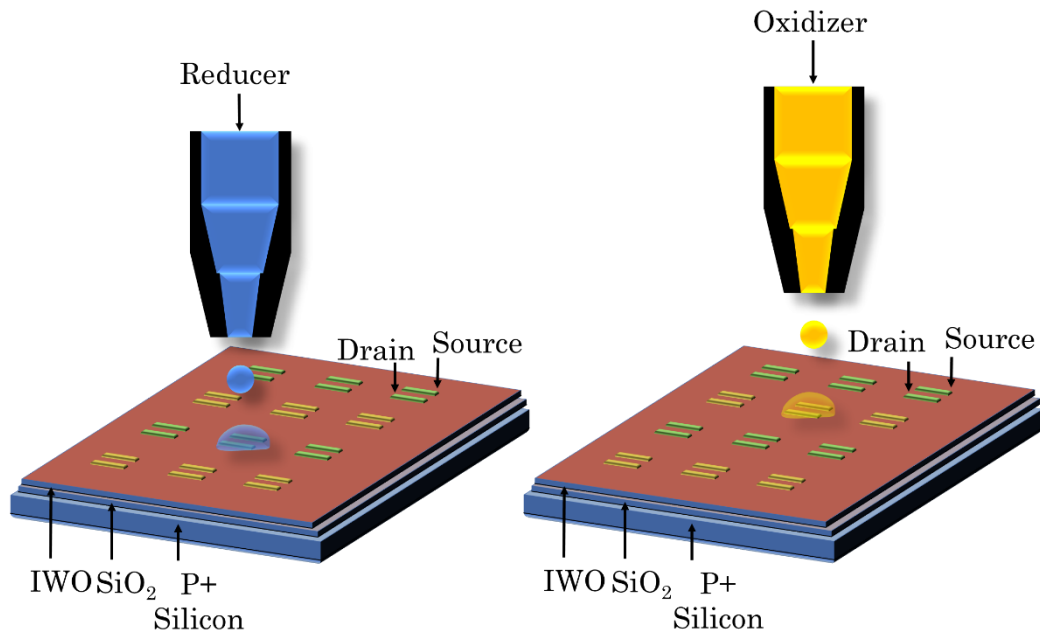 Reducer
Drain
Source
IWO
SiO₂
P+
Silicon
Oxidizer
Drain
Source
IWO
SiO₂
P+
Silicon